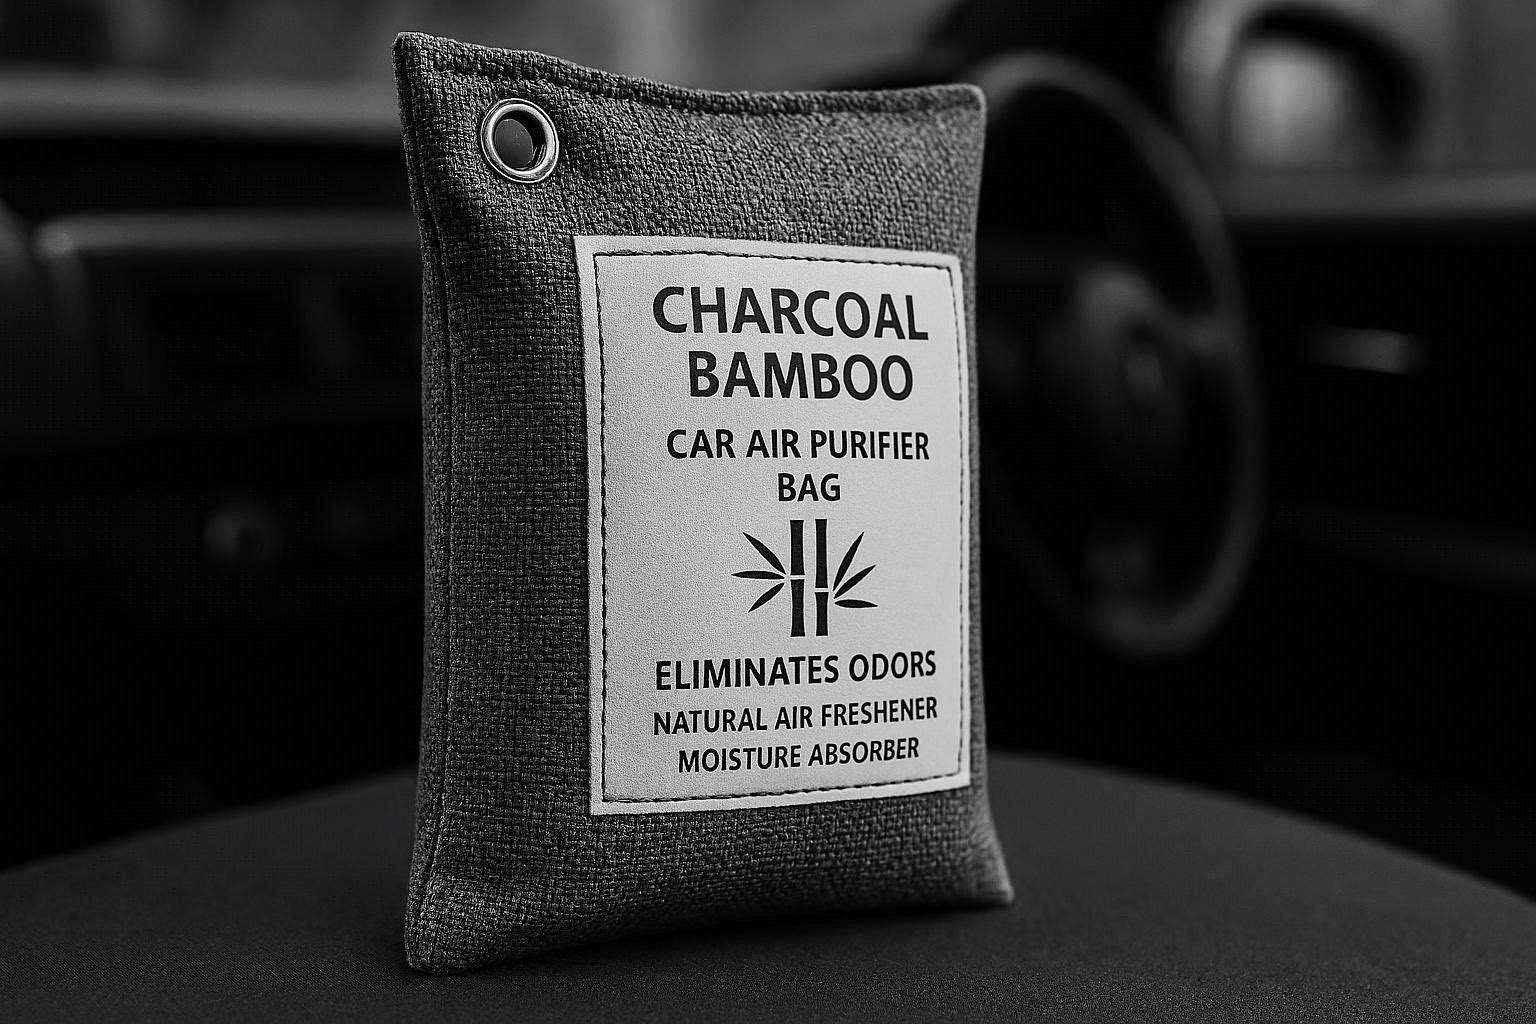 CHARCOAL
BAMBOO
CAR AIR PURIFIER
BAG
ELIMINATES ODORS
NATURAL AIR FRESHENER
MOISTURE ABSORBER